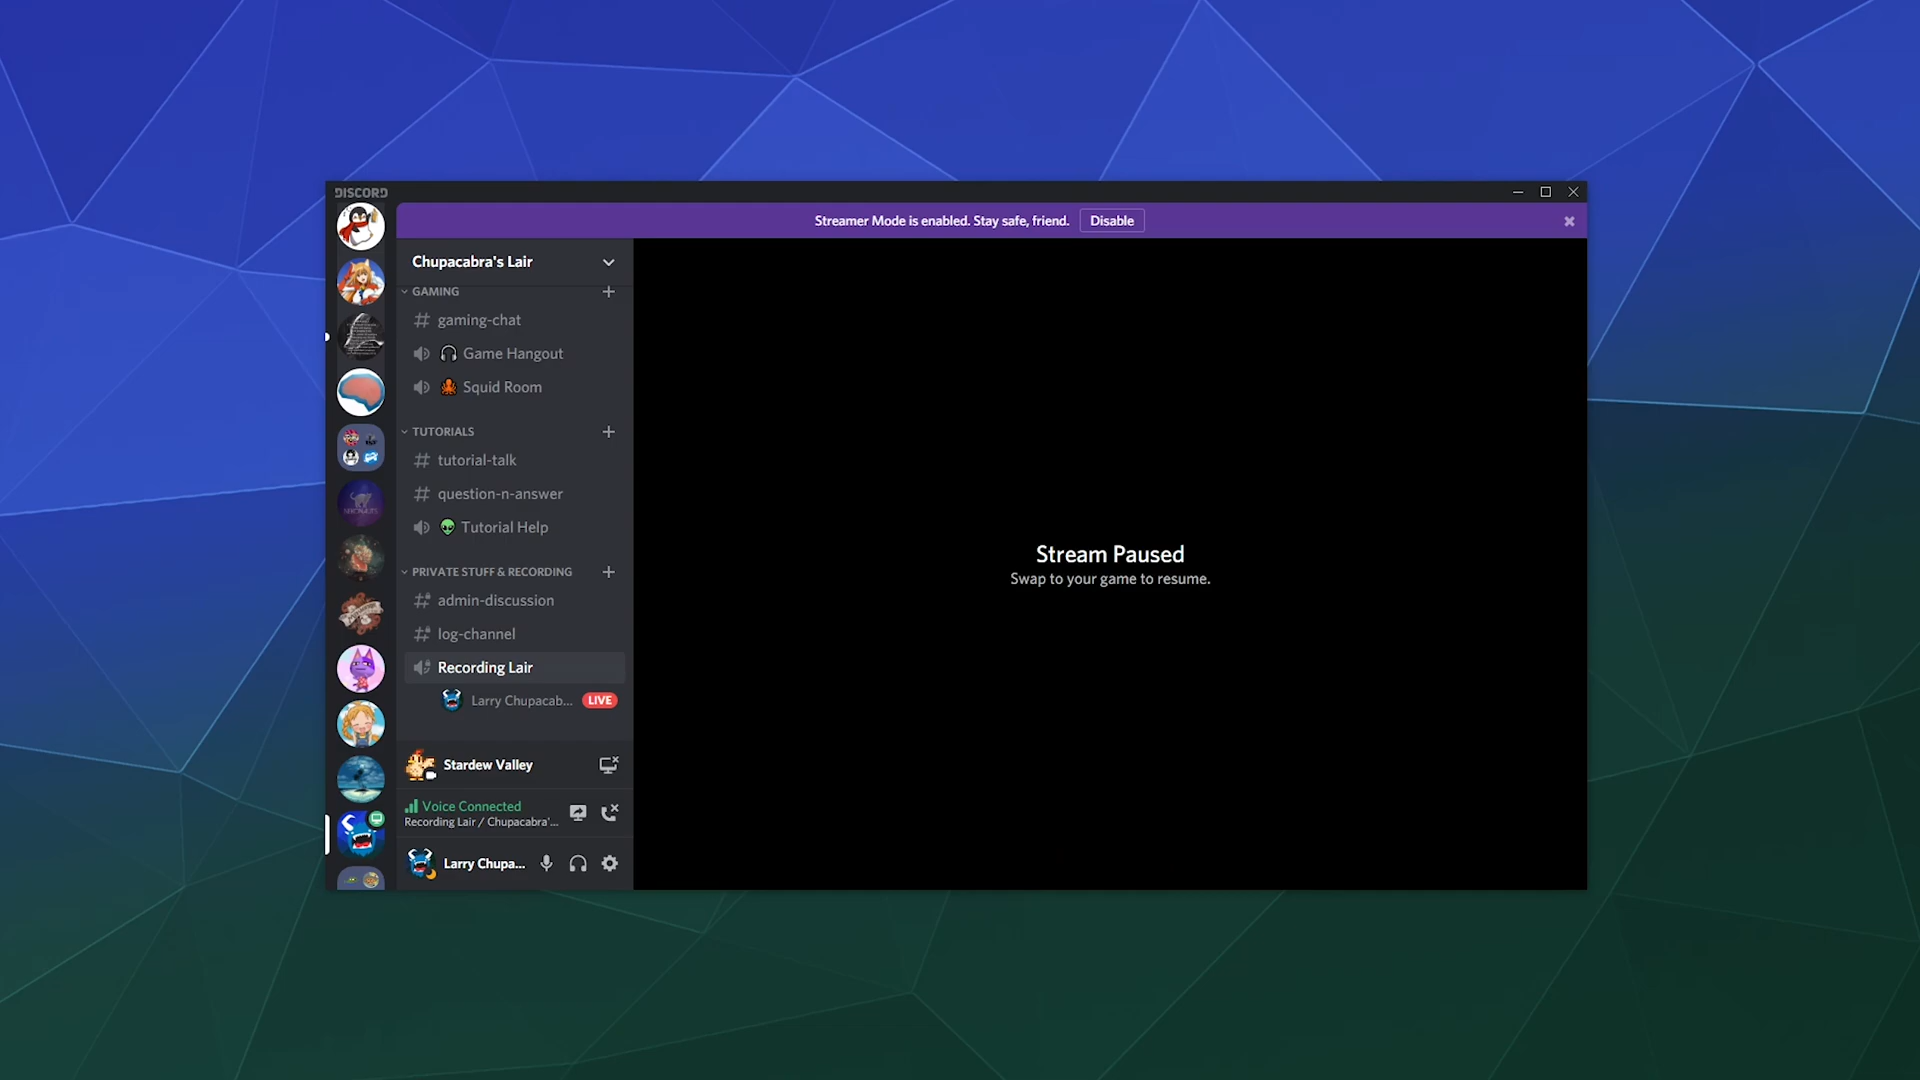 DISCORD
Streamer Mode is enabled. Stay safe, friend.
Disable
Chupacabra's Lair
GAMING
gaming-chat
Game Hangout
Squid Room
TUTORIALS
tutorial-talk
question-n-answer
Tutorial Help
PRIVATE STUFF & RECORDING
admin-discussion
log-channel
Recording Lair
Larry Chupacab... LIVE
Stardew Valley
Voice Connected
Recording Lair / Chupacabra'...
Larry Chupa...
Stream Paused
Swap to your game to resume.